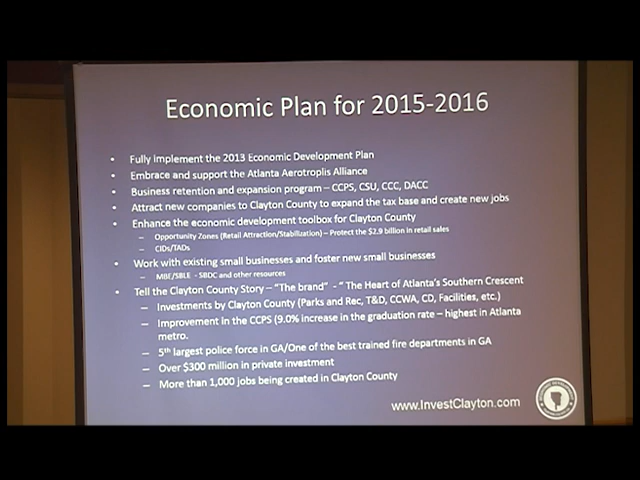 Economic Plan for 2015-2016
• Fully implement the 2013 Economic Development Plan
• Embrace and support the Atlanta Aerotroplis Alliance
• Business retention and expansion program – CCPS, CSU, CCC, DACC
• Attract new companies to Clayton County to expand the tax base and create new jobs
• Enhance the economic development toolbox for Clayton County
– Opportunity Zones (Retail Attraction/Stabilization) – Protect the $2.9 billion in retail sales
– CIDs/TADs
• Work with existing small businesses and foster new small businesses
– MBE/SBLE - SBDC and other resources
• Tell the Clayton County Story – "The brand" - " The Heart of Atlanta's Southern Crescent
– Investments by Clayton County (Parks and Rec, T&D, CCWA, CD, Facilities, etc.)
– Improvement in the CCPS (9.0% increase in the graduation rate – highest in Atlanta
metro.
– 5th largest police force in GA/One of the best trained fire departments in GA
– Over $300 million in private investment
– More than 1,000 jobs being created in Clayton County
www.InvestClayton.com